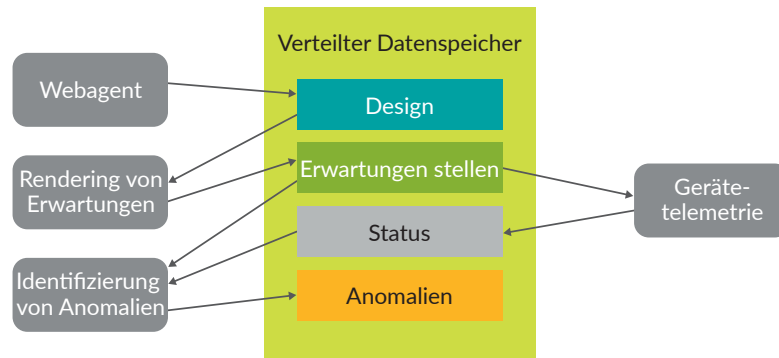 Verteilter Datenspeicher
Webagent
Design
Rendering von
Erwartungen
Erwartungen stellen
Geräte-
telemetrie
Status
Identifizierung
von Anomalien
Anomalien